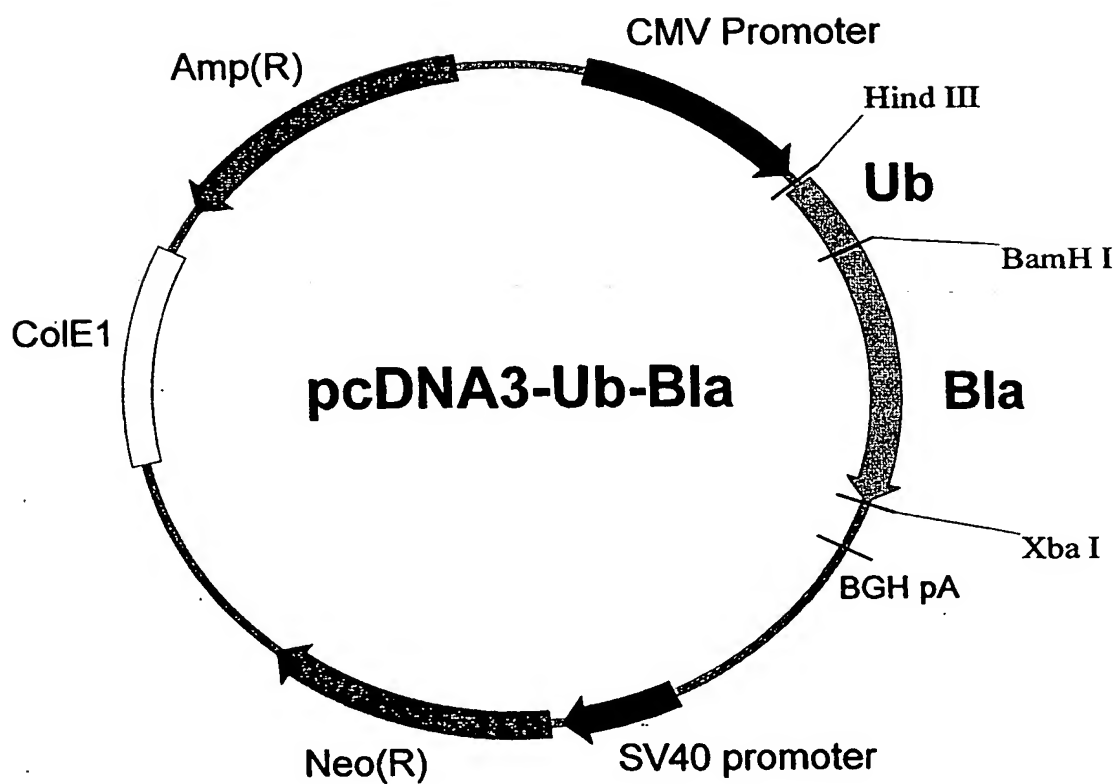 CMV Promoter
Amp(R)
Hind III
Ub
BamH I
ColE1
pcDNA3-Ub-Bla
Bla
Xba I
BGH pA
SV40 promoter
Neo(R)